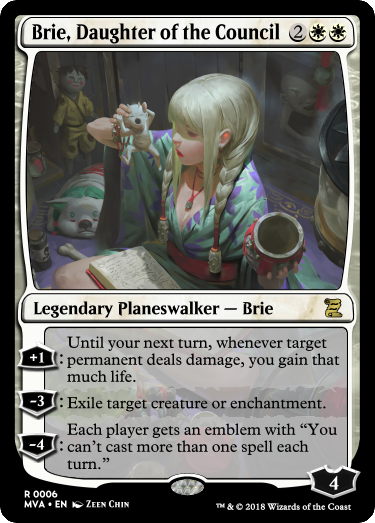 Brie, Daughter of the Council 2
Legendary Planeswalker — Brie
+1: Until your next turn, whenever target
permanent deals damage, you gain that
much life.
-3: Exile target creature or enchantment.
Each player gets an emblem with “You
-4: can’t cast more than one spell each
turn.”
4
R 0006
MVA • EN Zeen Chin
™ & © 2018 Wizards of the Coast